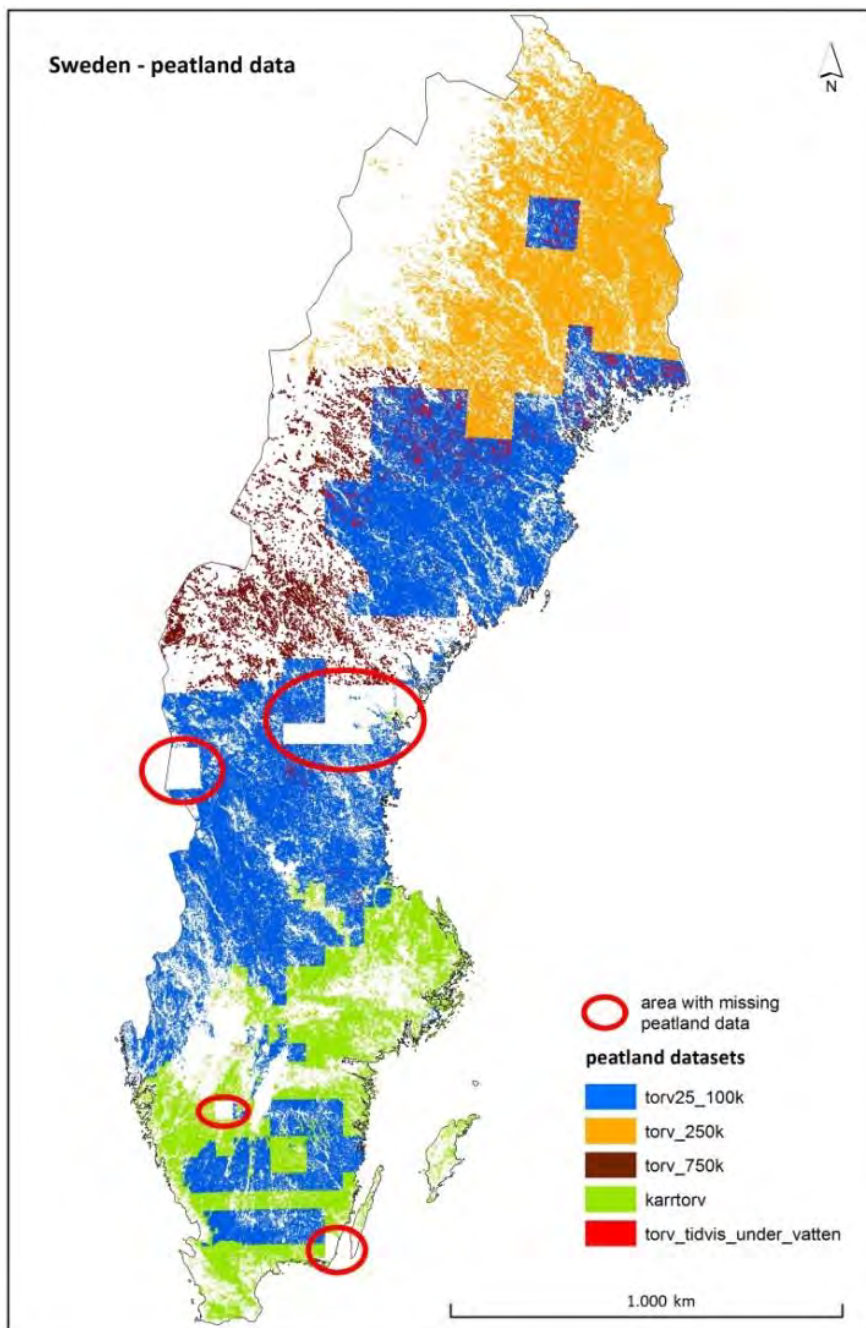 Sweden - peatland data
N
area with missing
peatland data
peatland datasets
torv25_100k
torv_250k
torv_750k
karrtorv
torv_tidvis_under_vatten
1.000 km